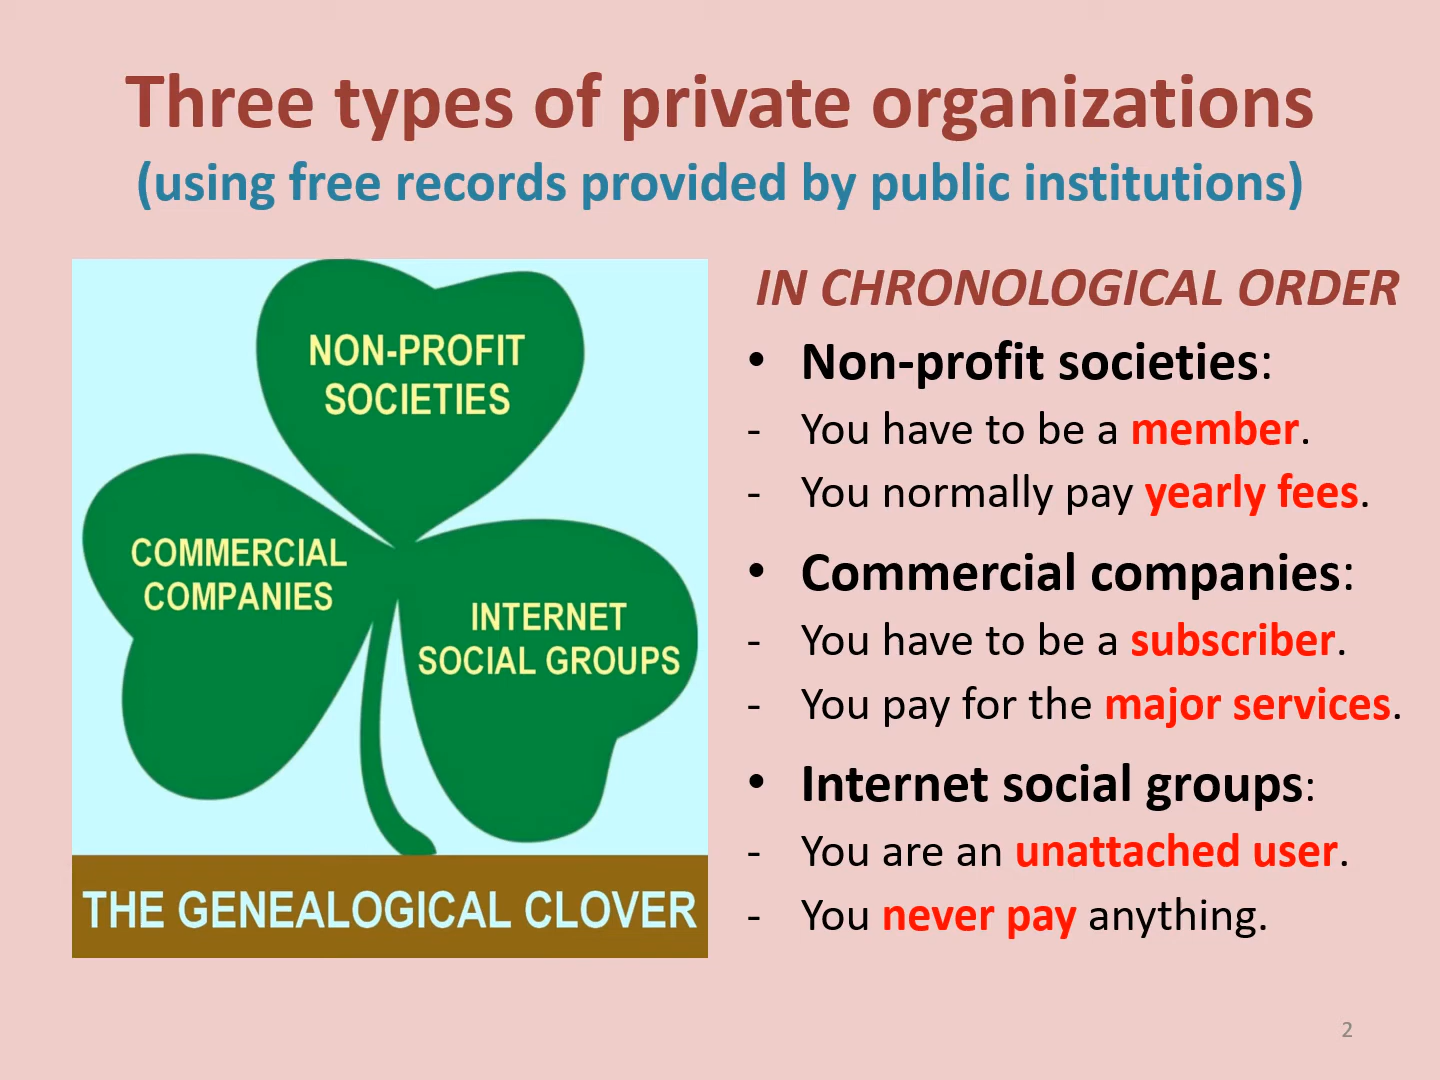 Three types of private organizations
(using free records provided by public institutions)
NON-PROFIT
SOCIETIES
COMMERCIAL
COMPANIES
INTERNET
SOCIAL GROUPS
THE GENEALOGICAL CLOVER
IN CHRONOLOGICAL ORDER
• Non-profit societies:
- You have to be a member.
- You normally pay yearly fees.
• Commercial companies:
- You have to be a subscriber.
- You pay for the major services.
• Internet social groups:
- You are an unattached user.
- You never pay anything.
2